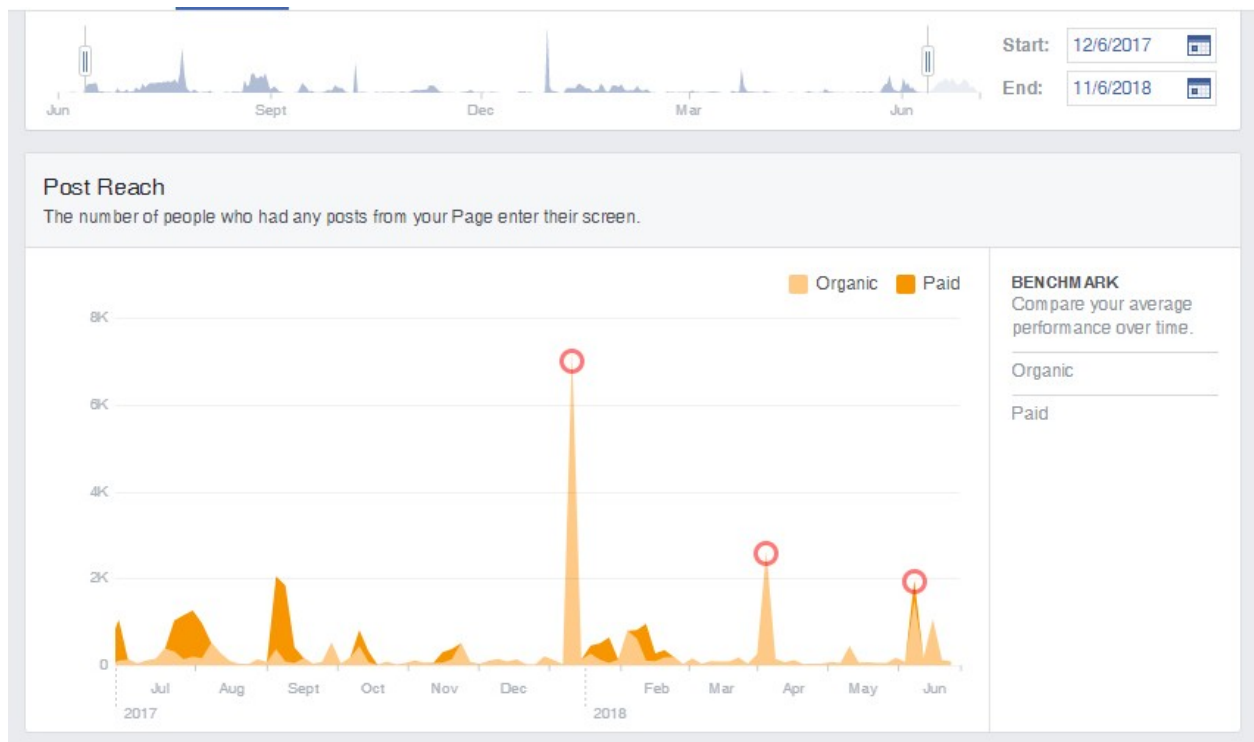 Start: 12/6/2017
End: 11/6/2018
Jun Sept Dec Mar Jun
Post Reach
The number of people who had any posts from your Page enter their screen.
Organic Paid
BENCHMARK
Compare your average
performance over time.
Organic
Paid
8K
6K
4K
2K
0
Jul Aug Sept Oct Nov Dec Feb Mar Apr May Jun
2017 2018